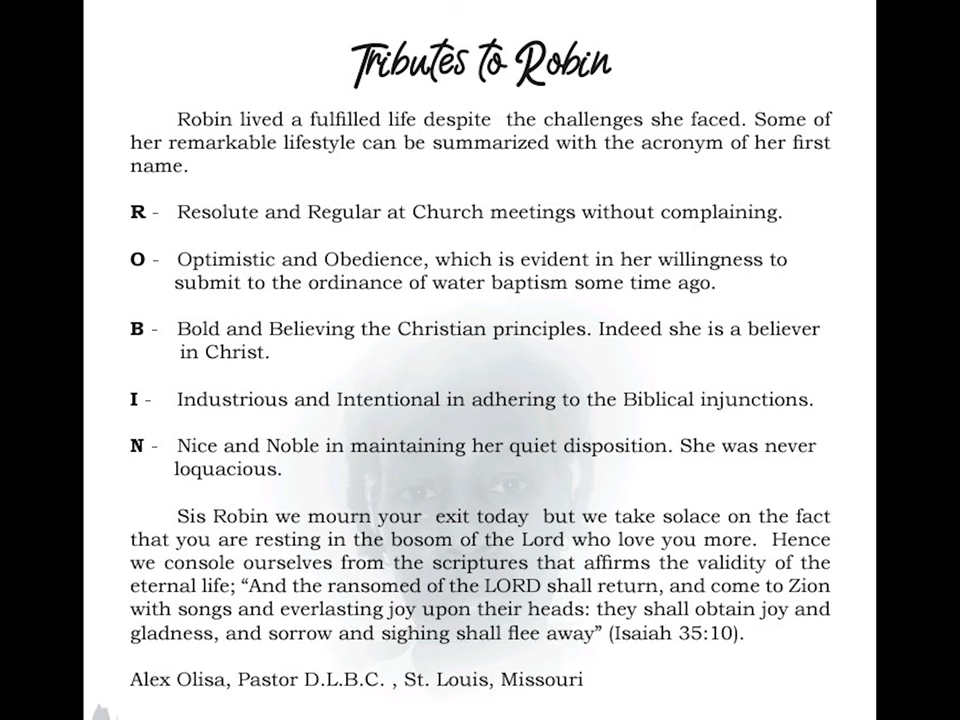 Tributes to Robin
Robin lived a fulfilled life despite the challenges she faced. Some of
her remarkable lifestyle can be summarized with the acronym of her first
name.
R - Resolute and Regular at Church meetings without complaining.
O - Optimistic and Obedience, which is evident in her willingness to
submit to the ordinance of water baptism some time ago.
B - Bold and Believing the Christian principles. Indeed she is a believer
in Christ.
I - Industrious and Intentional in adhering to the Biblical injunctions.
N - Nice and Noble in maintaining her quiet disposition. She was never
loquacious.
Sis Robin we mourn your exit today but we take solace on the fact
that you are resting in the bosom of the Lord who love you more. Hence
we console ourselves from the scriptures that affirms the validity of the
eternal life; “And the ransomed of the LORD shall return, and come to Zion
with songs and everlasting joy upon their heads: they shall obtain joy and
gladness, and sorrow and sighing shall flee away” (Isaiah 35:10).
Alex Olisa, Pastor D.L.B.C. , St. Louis, Missouri